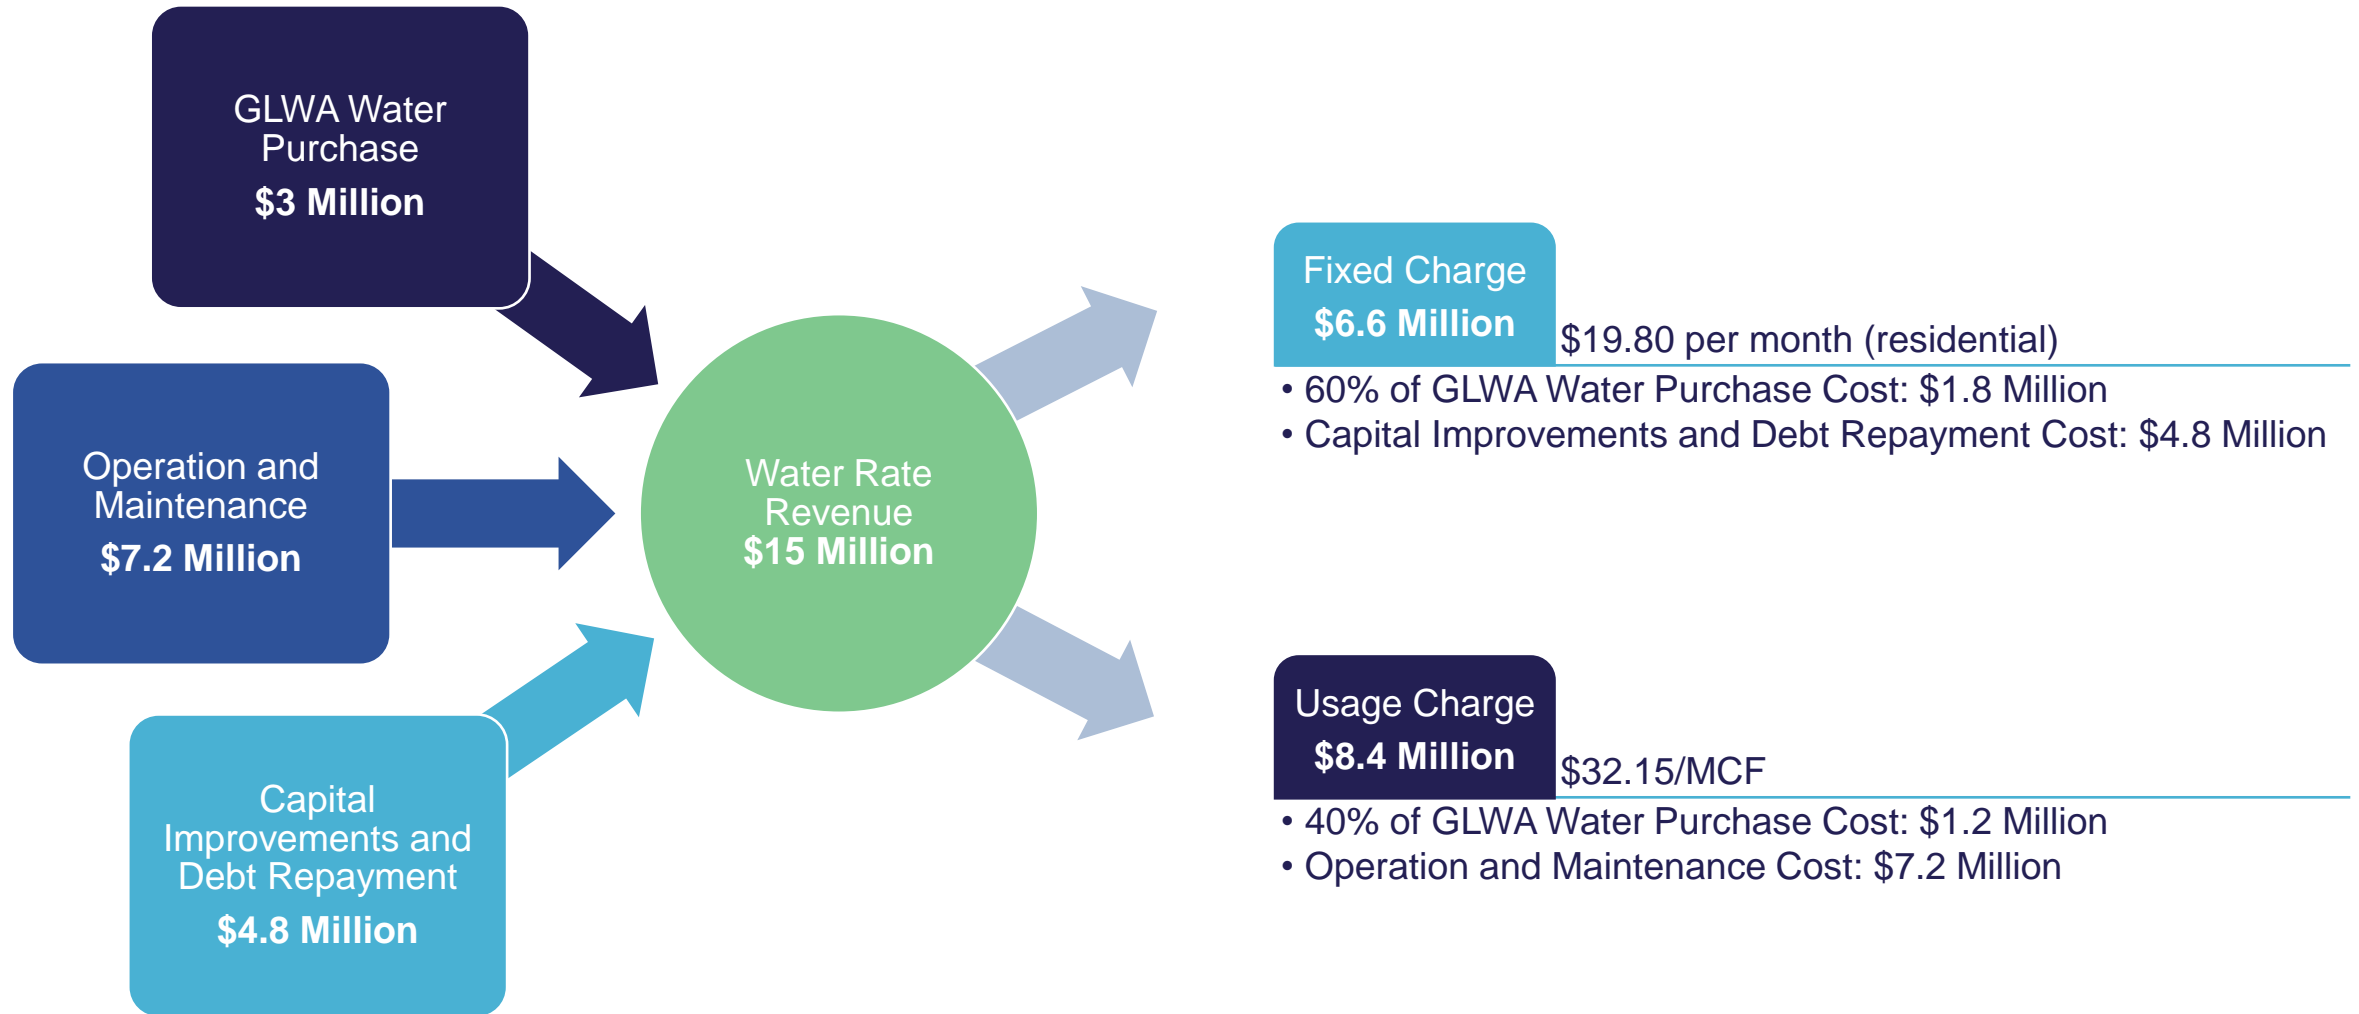 GLWA Water
Purchase
$3 Million
Operation and
Maintenance
$7.2 Million
Capital
Improvements and
Debt Repayment
$4.8 Million
Water Rate
Revenue
$15 Million
Fixed Charge
$6.6 Million
$19.80 per month (residential)
• 60% of GLWA Water Purchase Cost: $1.8 Million
• Capital Improvements and Debt Repayment Cost: $4.8 Million
Usage Charge
$8.4 Million
$32.15/MCF
• 40% of GLWA Water Purchase Cost: $1.2 Million
• Operation and Maintenance Cost: $7.2 Million